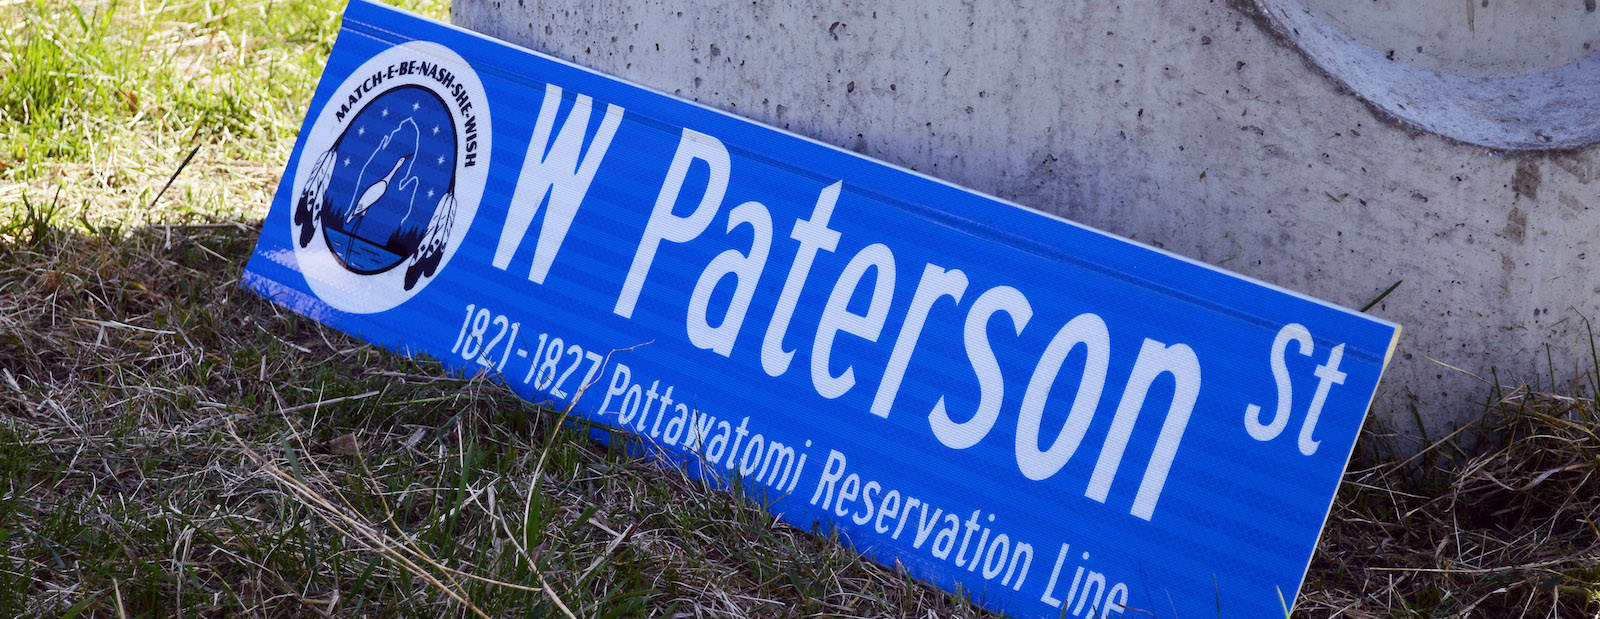 MATCH-E-BE-NASH-SHE-WISH
W Paterson St
1821-1827 Pottawatomi Reservation Line